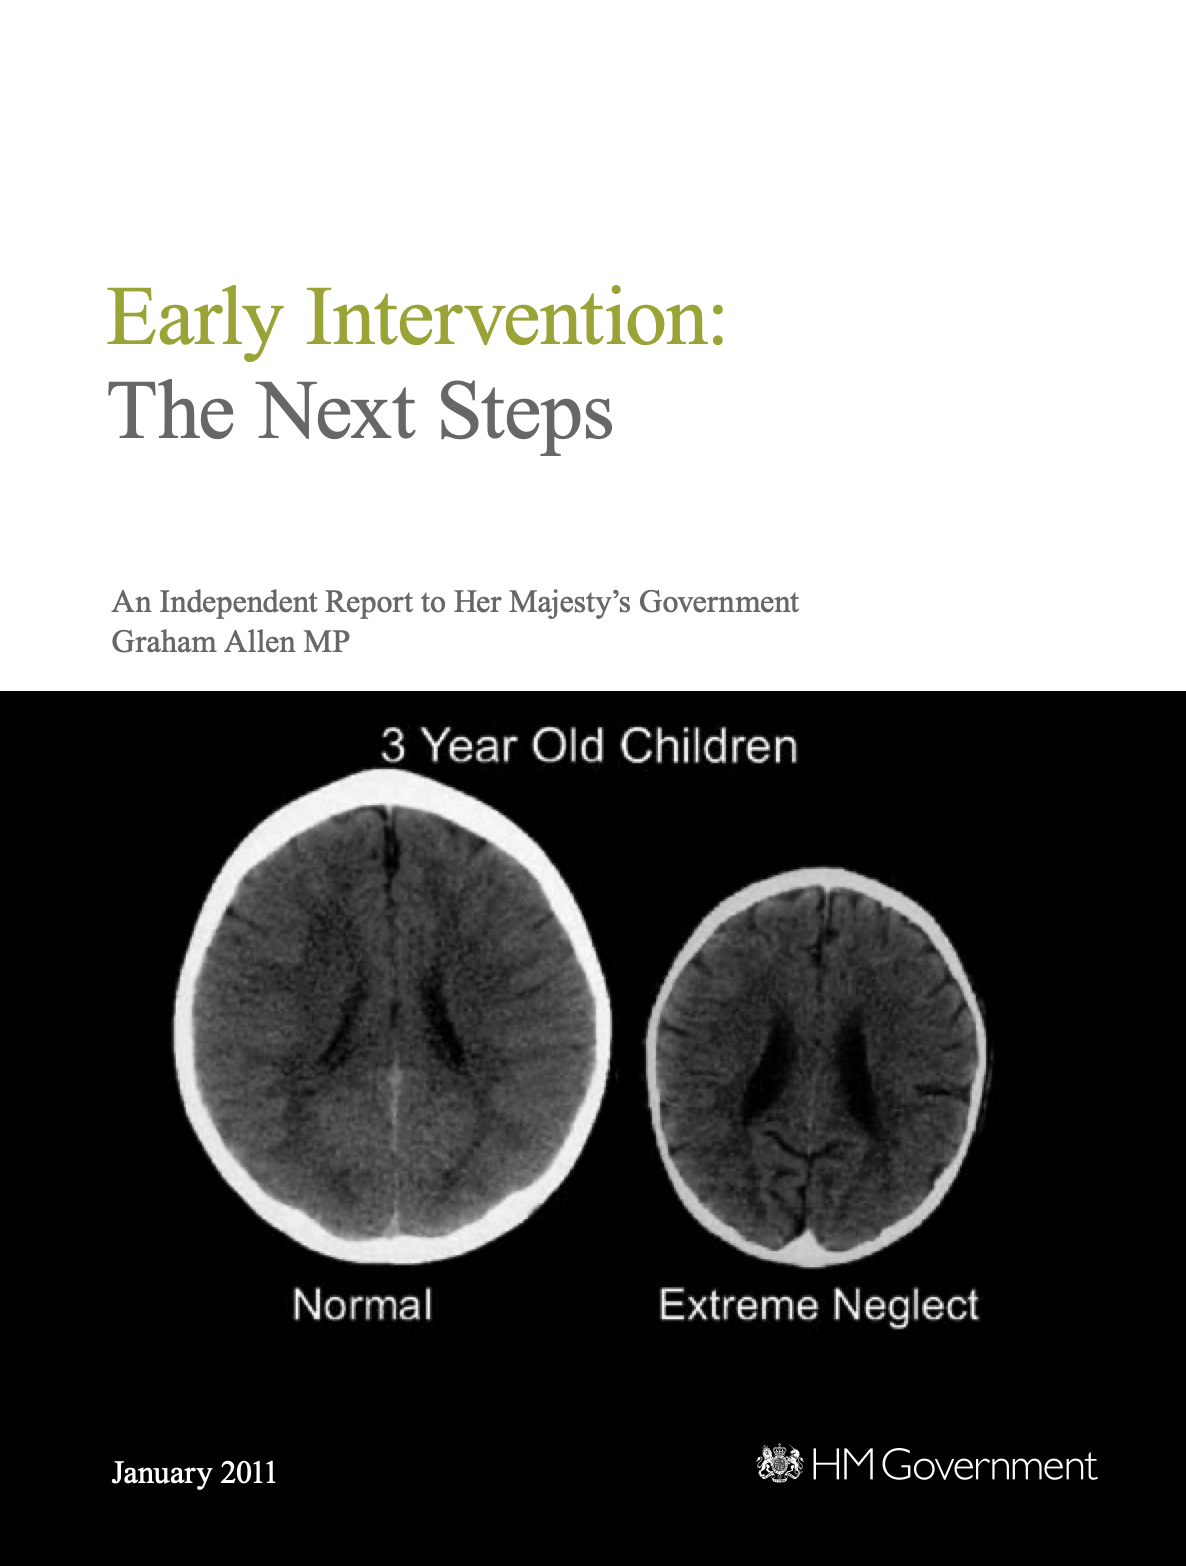 Early Intervention:
The Next Steps
An Independent Report to Her Majesty’s Government
Graham Allen MP
3 Year Old Children
Normal
Extreme Neglect
January 2011
HM Government